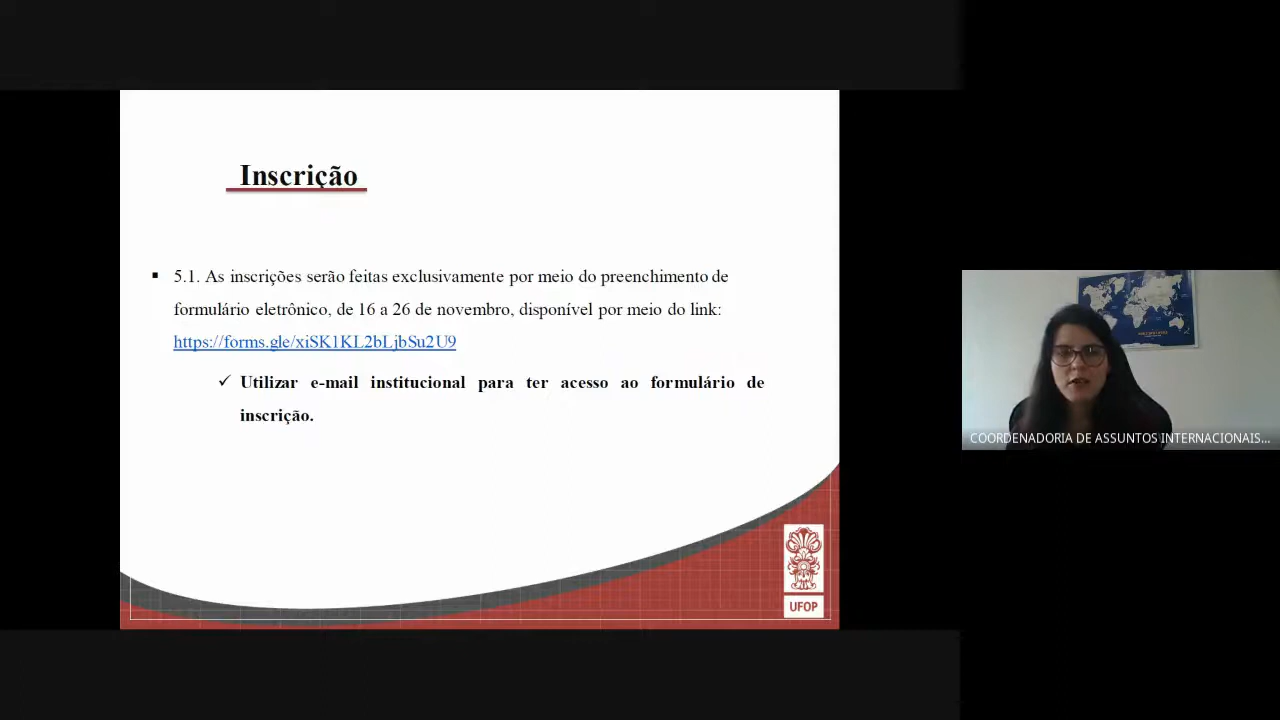 Inscrição
▪ 5.1. As inscrições serão feitas exclusivamente por meio do preenchimento de
formulário eletrônico, de 16 a 26 de novembro, disponível por meio do link:
https://forms.gle/xiSK1KL2bLjbSu2U9
✓ Utilizar e-mail institucional para ter acesso ao formulário de
inscrição.
UFOP
COORDENADORIA DE ASSUNTOS INTERNACIONAIS...